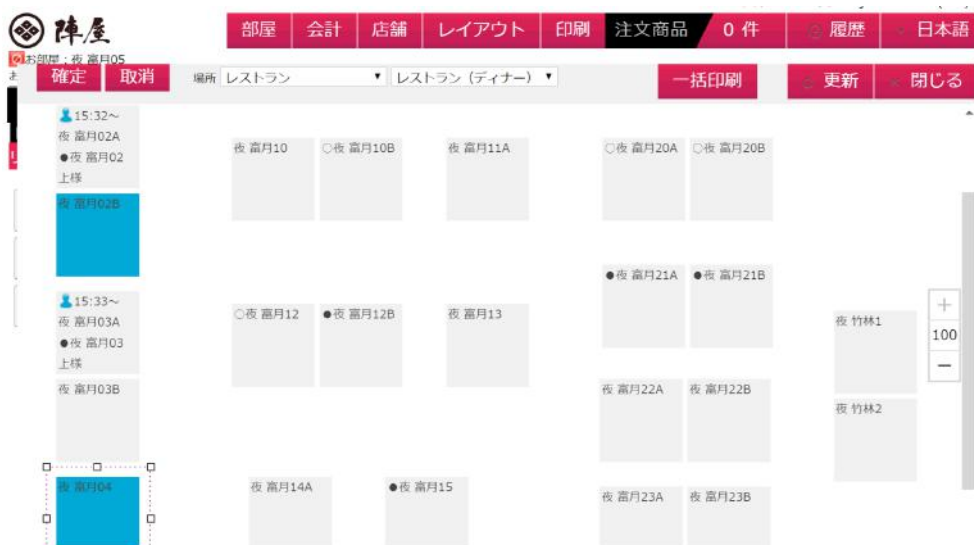 陣屋
部屋 会計 店舗 レイアウト 印刷 注文商品 0 件 履歴 日本語
お部屋：夜 富月05
確定 取消 場所 レストラン レストラン（ディナー） 一括印刷 更新 閉じる
15:32～
夜 富月02A
●夜 富月02
上様
夜 富月02B
15:33～
夜 富月03A
●夜 富月03
上様
夜 富月03B
夜 富月04
夜 富月10 ○夜 富月10B 夜 富月11A ○夜 富月20A ○夜 富月20B
●夜 富月21A ●夜 富月21B
○夜 富月12 ●夜 富月12B 夜 富月13
夜 竹林1
夜 富月22A 夜 富月22B
夜 竹林2
夜 富月14A ●夜 富月15
夜 富月23A 夜 富月23B
+
100
−